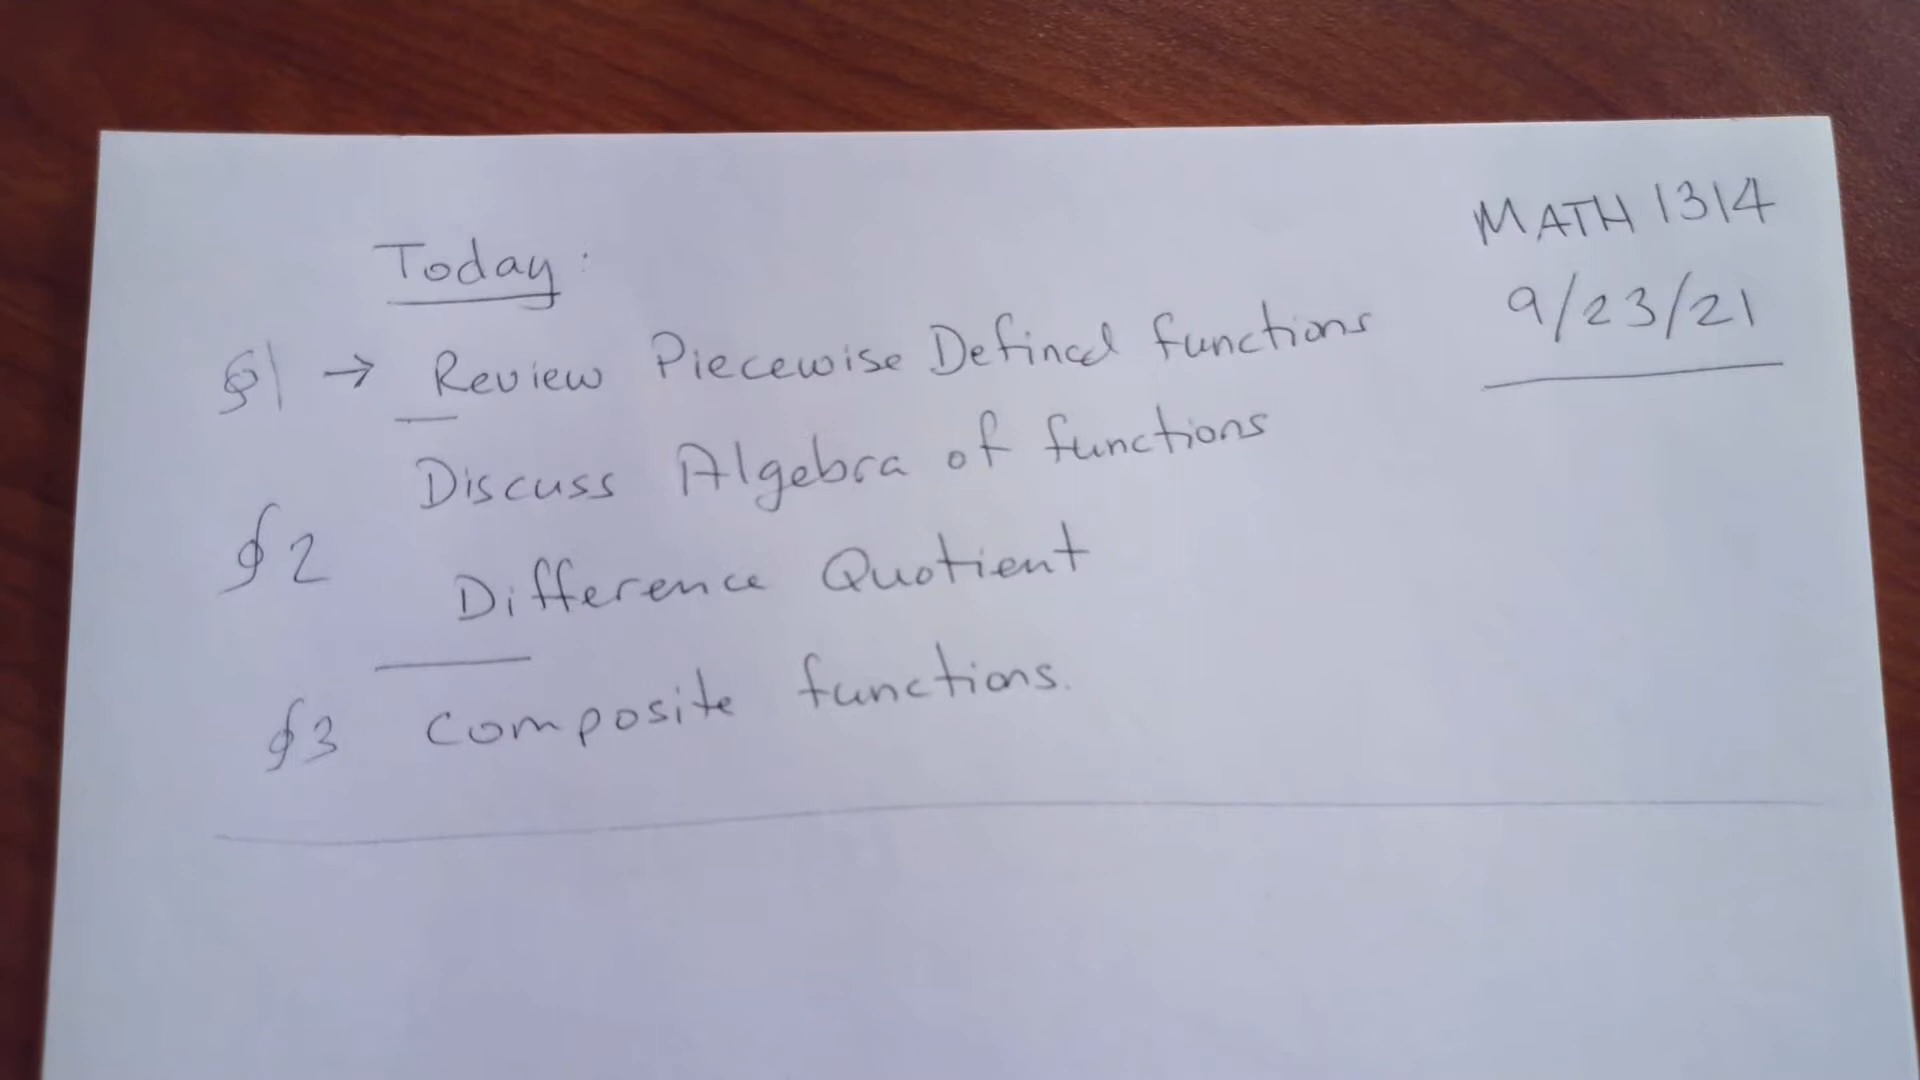 MATH 1314
Today:
9/23/21
§1 → Review Piecewise Defined functions
Discuss Algebra of functions
§2
Difference Quotient
§3 Composite functions.